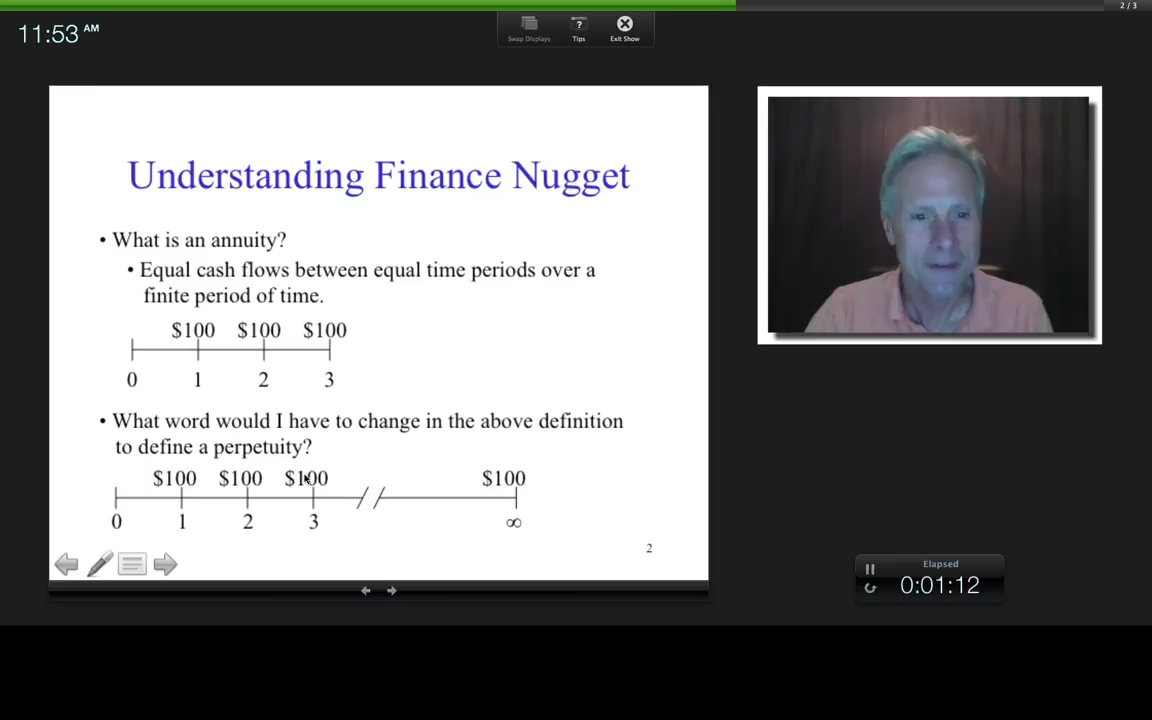 2 / 3
11:53 AM
Swap Displays
?
Tips
Exit Show
Understanding Finance Nugget
• What is an annuity?
• Equal cash flows between equal time periods over a
finite period of time.
$100 $100 $100
0 1 2 3
• What word would I have to change in the above definition
to define a perpetuity?
$100 $100 $100 $100
0 1 2 3 ∞
2
Elapsed
0:01:12